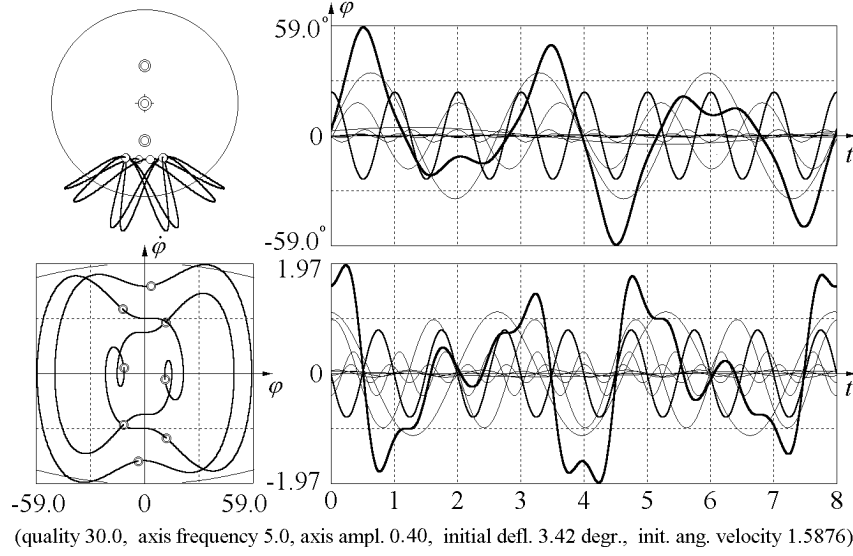 φ
59.0°
0
t
-59.0°
φ̇
φ
-59.0 0 59.0
1.97
0
t
-1.97
0 1 2 3 4 5 6 7 8
(quality 30.0, axis frequency 5.0, axis ampl. 0.40, initial defl. 3.42 degr., init. ang. velocity 1.5876)